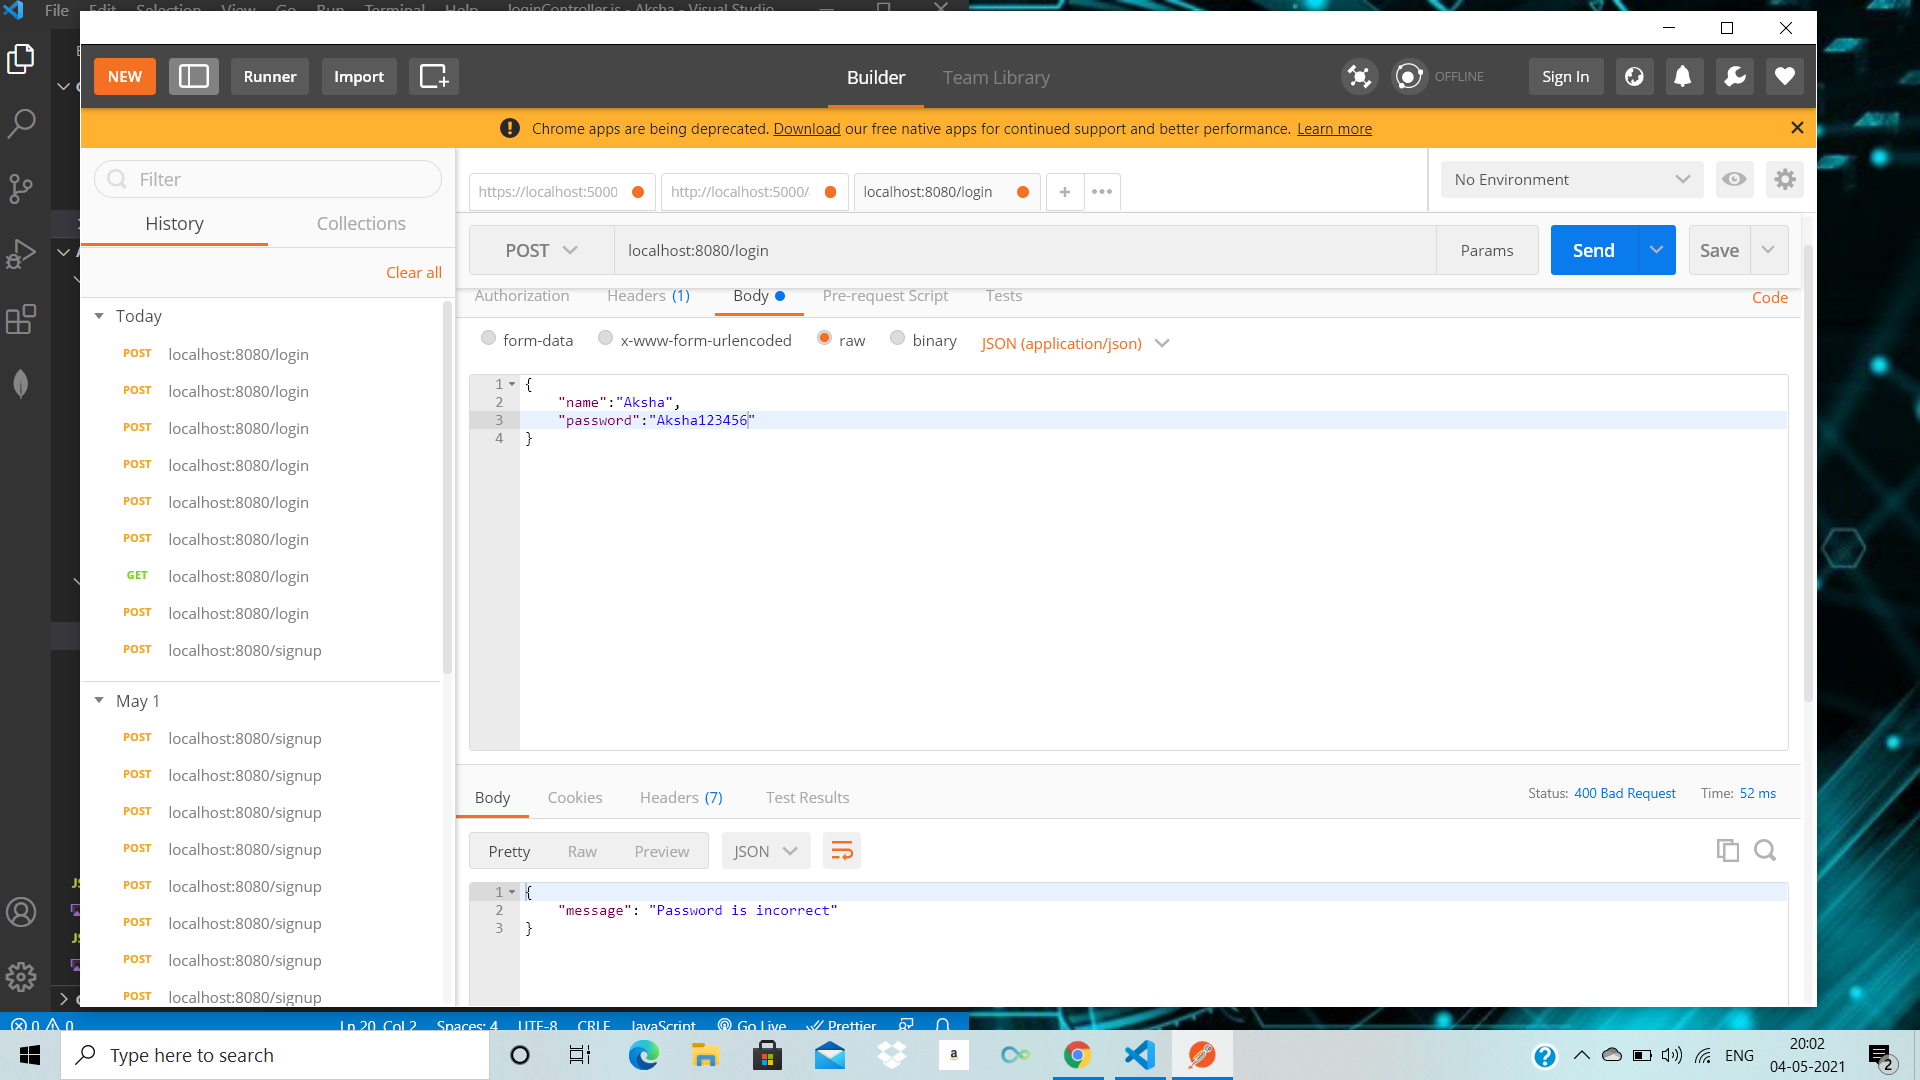 File Edit Selection View Go Run Terminal Help loginController.js - Aksha - Visual Studio
NEW Runner Import Builder Team Library OFFLINE Sign In
Chrome apps are being deprecated. Download our free native apps for continued support and better performance. Learn more
Filter
History Collections
Clear all
Today
POST localhost:8080/login
POST localhost:8080/login
POST localhost:8080/login
POST localhost:8080/login
POST localhost:8080/login
POST localhost:8080/login
GET localhost:8080/login
POST localhost:8080/login
POST localhost:8080/signup
May 1
POST localhost:8080/signup
POST localhost:8080/signup
POST localhost:8080/signup
POST localhost:8080/signup
POST localhost:8080/signup
POST localhost:8080/signup
POST localhost:8080/signup
POST localhost:8080/signup
https://localhost:5000 http://localhost:5000/ localhost:8080/login + •••
No Environment
POST localhost:8080/login Params Send Save
Authorization Headers (1) Body Pre-request Script Tests Code
form-data x-www-form-urlencoded raw binary JSON (application/json)
1 {
2 "name":"Aksha",
3 "password":"Aksha123456"
4 }
Body Cookies Headers (7) Test Results Status: 400 Bad Request Time: 52 ms
Pretty Raw Preview JSON
1 {
2 "message": "Password is incorrect"
3 }
JS
JS
0 0 Ln 20, Col 2 Spaces: 4 UTF-8 CRLF JavaScript Go Live Prettier
Type here to search
a
ENG
20:02
04-05-2021
2